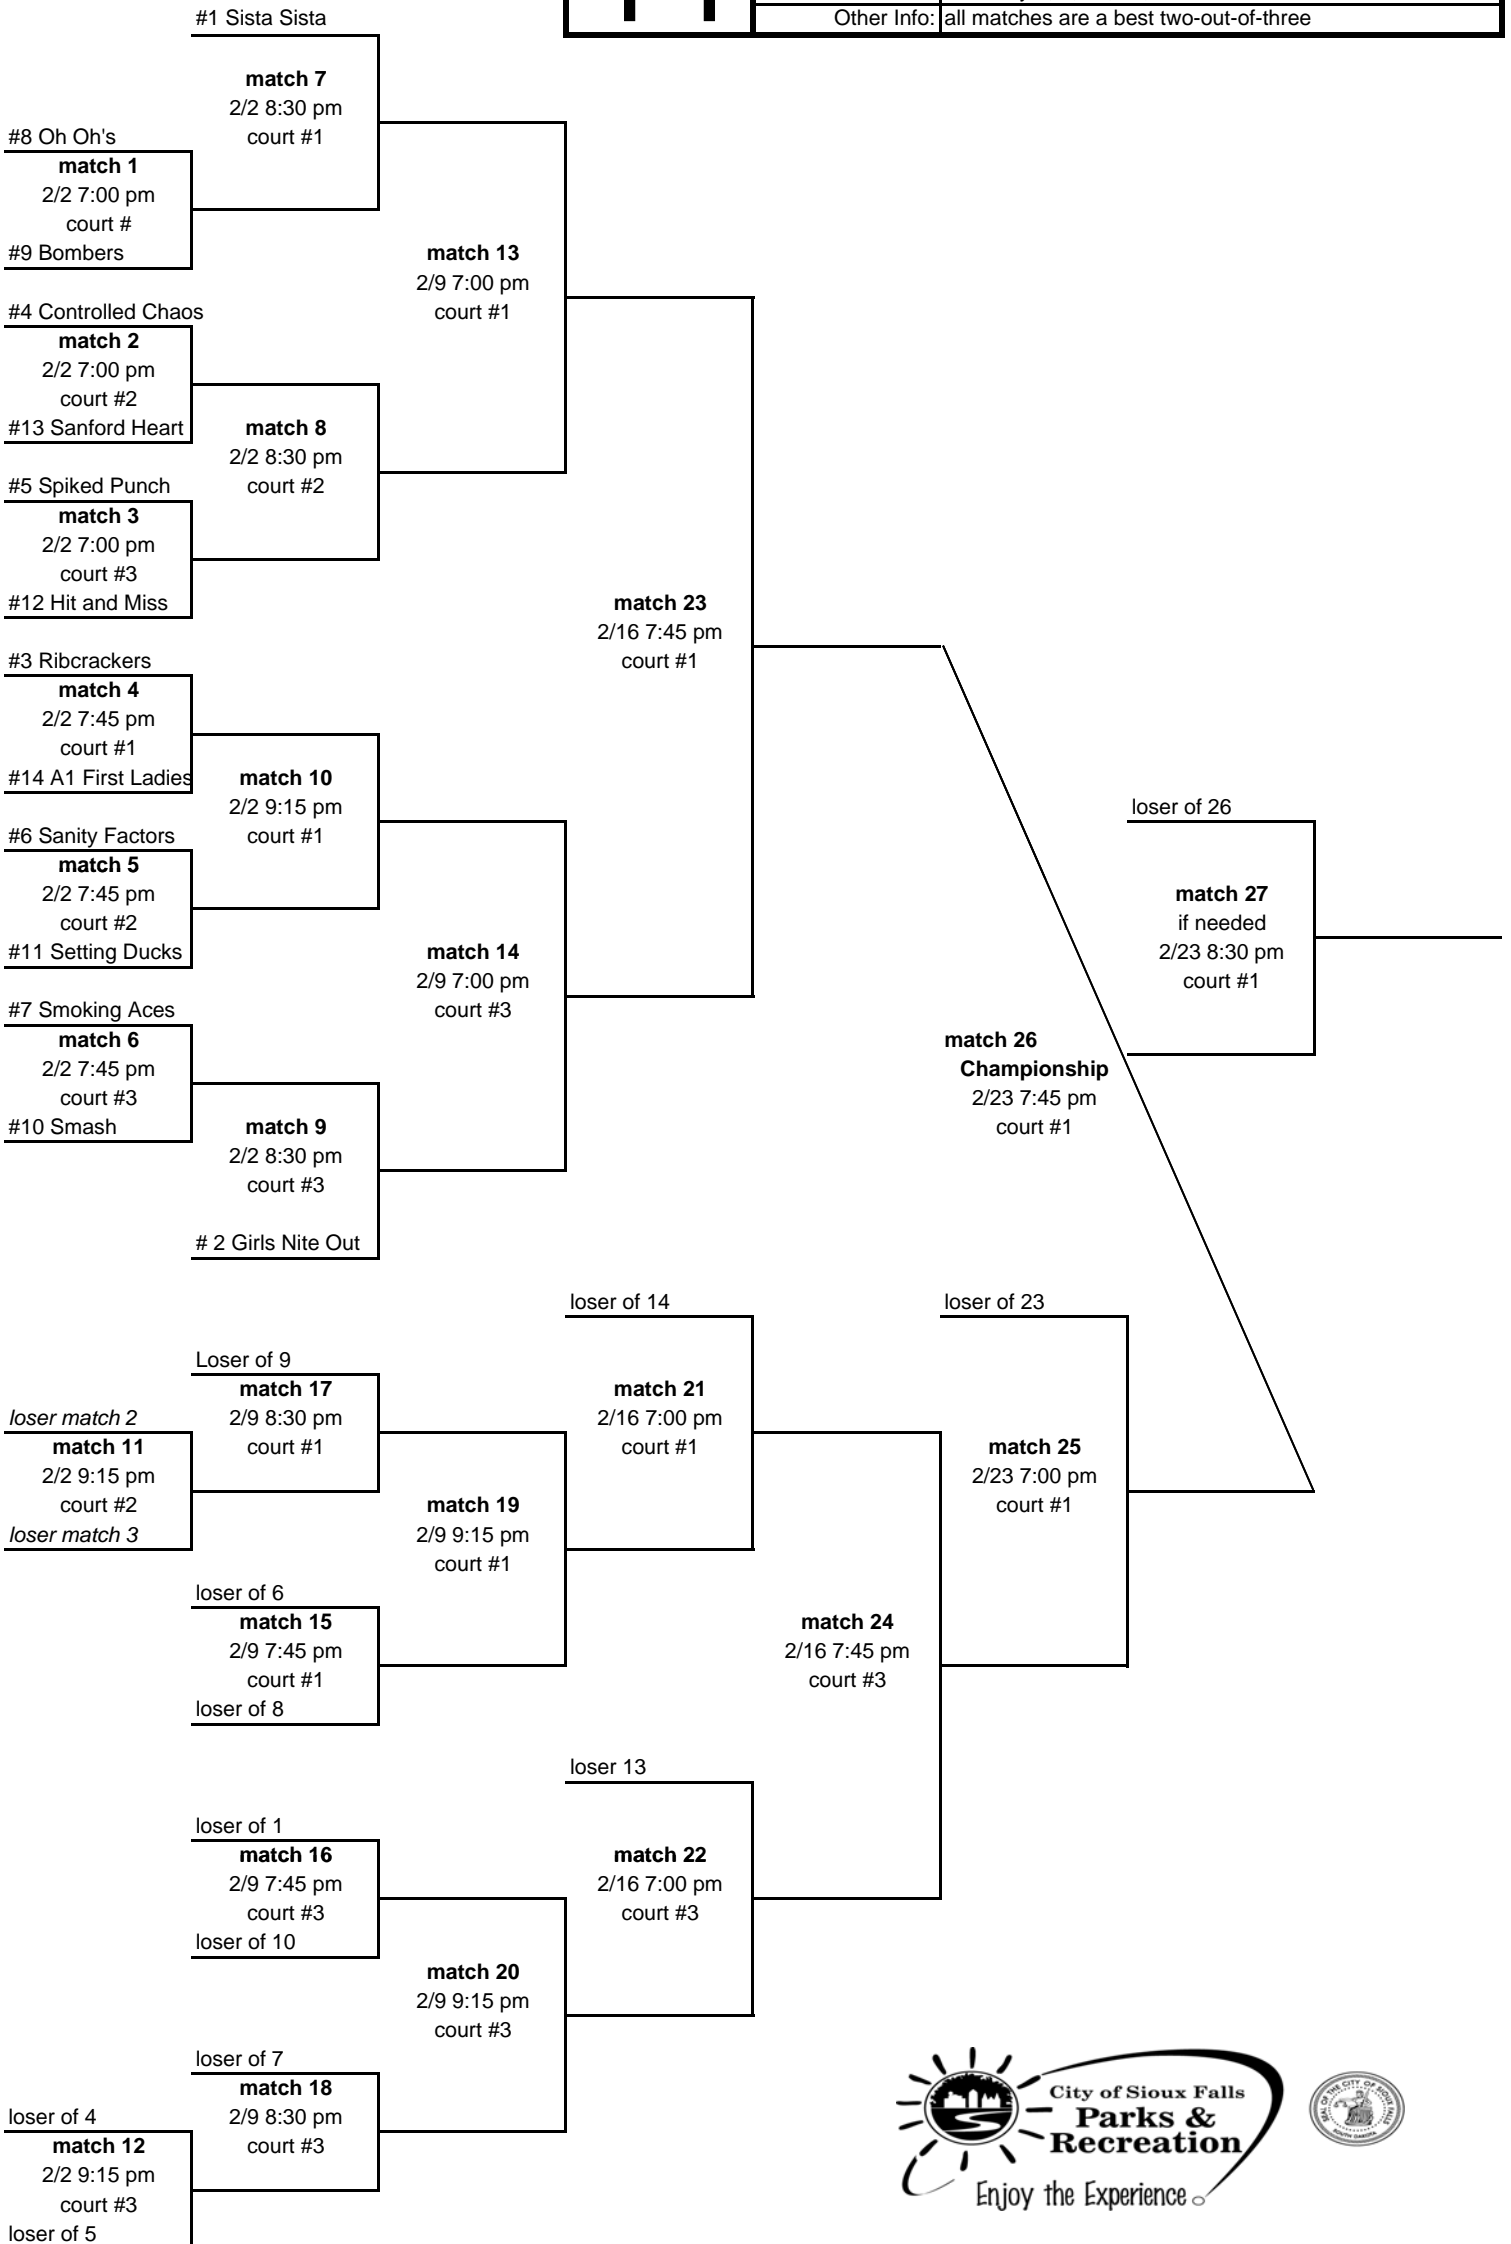 Other Info: all matches are a best two-out-of-three
#1 Sista Sista
match 7
2/2 8:30 pm
court #1
#8 Oh Oh's
match 1
2/2 7:00 pm
court #
#9 Bombers
match 13
2/9 7:00 pm
court #1
#4 Controlled Chaos
match 2
2/2 7:00 pm
court #2
#13 Sanford Heart
match 8
2/2 8:30 pm
court #2
#5 Spiked Punch
match 3
2/2 7:00 pm
court #3
#12 Hit and Miss
match 23
2/16 7:45 pm
court #1
#3 Ribcrackers
match 4
2/2 7:45 pm
court #1
#14 A1 First Ladies
match 10
2/2 9:15 pm
court #1
#6 Sanity Factors
match 5
2/2 7:45 pm
court #2
#11 Setting Ducks
match 14
2/9 7:00 pm
court #3
#7 Smoking Aces
match 6
2/2 7:45 pm
court #3
#10 Smash
match 9
2/2 8:30 pm
court #3
# 2 Girls Nite Out
loser of 26
match 27
if needed
2/23 8:30 pm
court #1
match 26
Championship
2/23 7:45 pm
court #1
loser of 14
loser of 23
Loser of 9
match 17
2/9 8:30 pm
court #1
match 21
2/16 7:00 pm
court #1
loser match 2
match 11
2/2 9:15 pm
court #2
loser match 3
match 25
2/23 7:00 pm
court #1
match 19
2/9 9:15 pm
court #1
loser of 6
match 15
2/9 7:45 pm
court #1
loser of 8
match 24
2/16 7:45 pm
court #3
loser 13
loser of 1
match 16
2/9 7:45 pm
court #3
loser of 10
match 22
2/16 7:00 pm
court #3
match 20
2/9 9:15 pm
court #3
loser of 7
match 18
2/9 8:30 pm
court #3
loser of 4
match 12
2/2 9:15 pm
court #3
loser of 5
City of Sioux Falls
Parks &
Recreation
Enjoy the Experience
SEAL OF THE CITY OF SIOUX FALLS
SOUTH DAKOTA